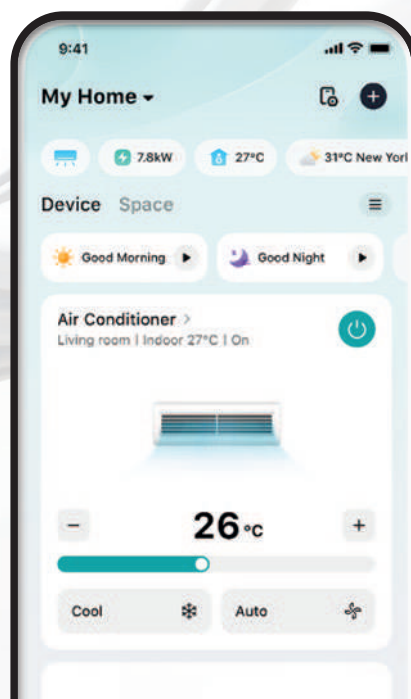 9:41
My Home
7.8kW 27°C 31°C New Yorl
Device Space
Good Morning Good Night
Air Conditioner >
Living room | Indoor 27°C | On
− 26 °C +
Cool Auto